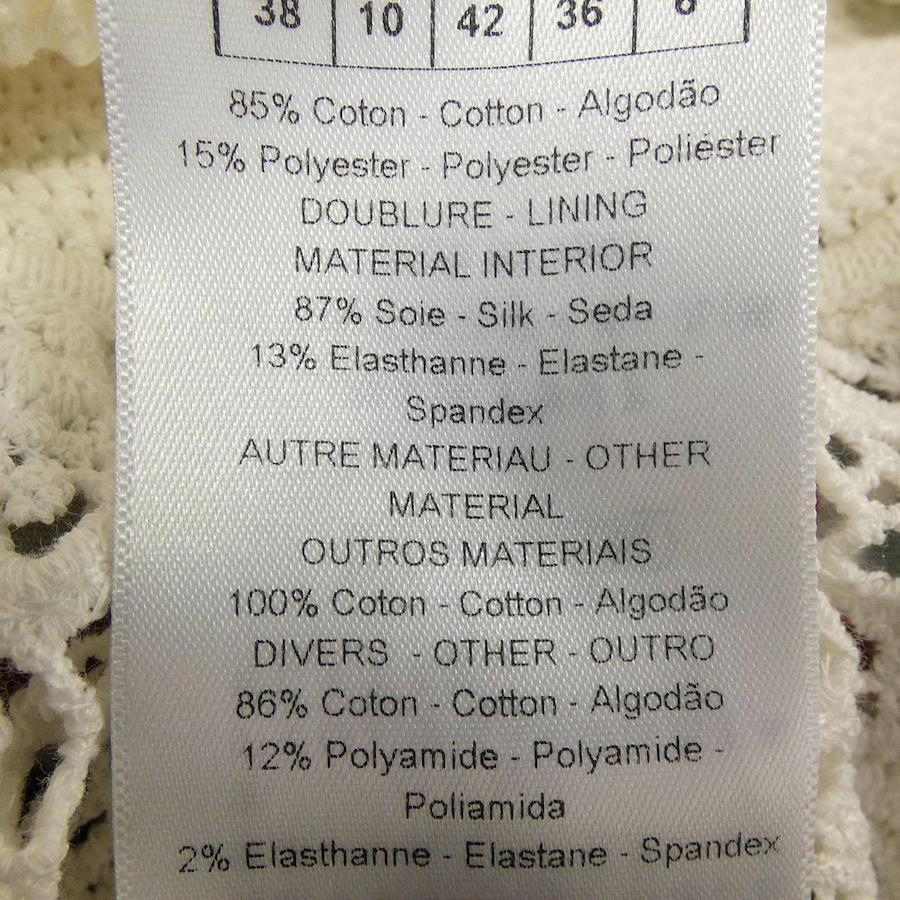 38 10 42 36
85% Coton - Cotton - Algodão
15% Polyester - Polyester - Poliéster
DOUBLURE - LINING
MATERIAL INTERIOR
87% Soie - Silk - Seda
13% Elasthanne - Elastane -
Spandex
AUTRE MATERIAU - OTHER
MATERIAL
OUTROS MATERIAIS
100% Coton - Cotton - Algodão
DIVERS - OTHER - OUTRO
86% Coton - Cotton - Algodão
12% Polyamide - Polyamide -
Poliamida
2% Elasthanne - Elastane - Spandex